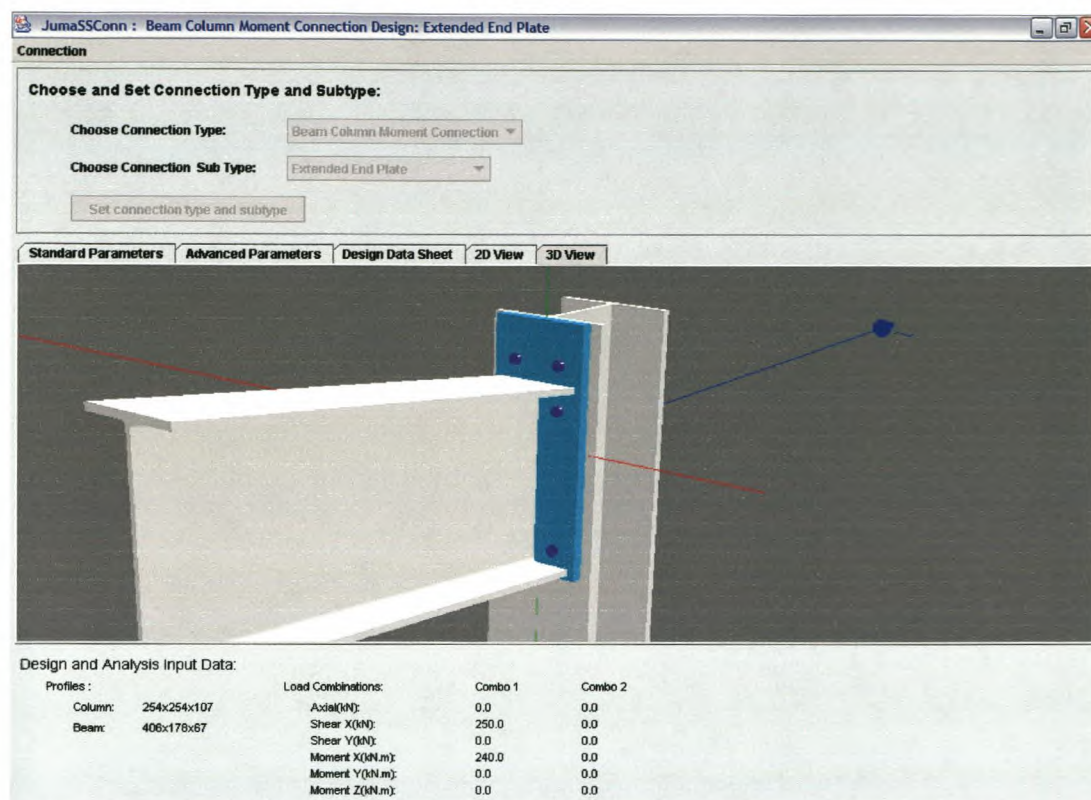 JumaSSConn : Beam Column Moment Connection Design: Extended End Plate
Connection
Choose and Set Connection Type and Subtype:
Choose Connection Type: Beam Column Moment Connection
Choose Connection Sub Type: Extended End Plate
Set connection type and subtype
Standard Parameters Advanced Parameters Design Data Sheet 2D View 3D View
Design and Analysis Input Data:
Profiles : Load Combinations: Combo 1 Combo 2
Column: 254x254x107 Axial(kN): 0.0 0.0
Beam: 406x178x67 Shear X(kN): 250.0 0.0
Shear Y(kN): 0.0 0.0
Moment X(kN.m): 240.0 0.0
Moment Y(kN.m): 0.0 0.0
Moment Z(kN.m): 0.0 0.0